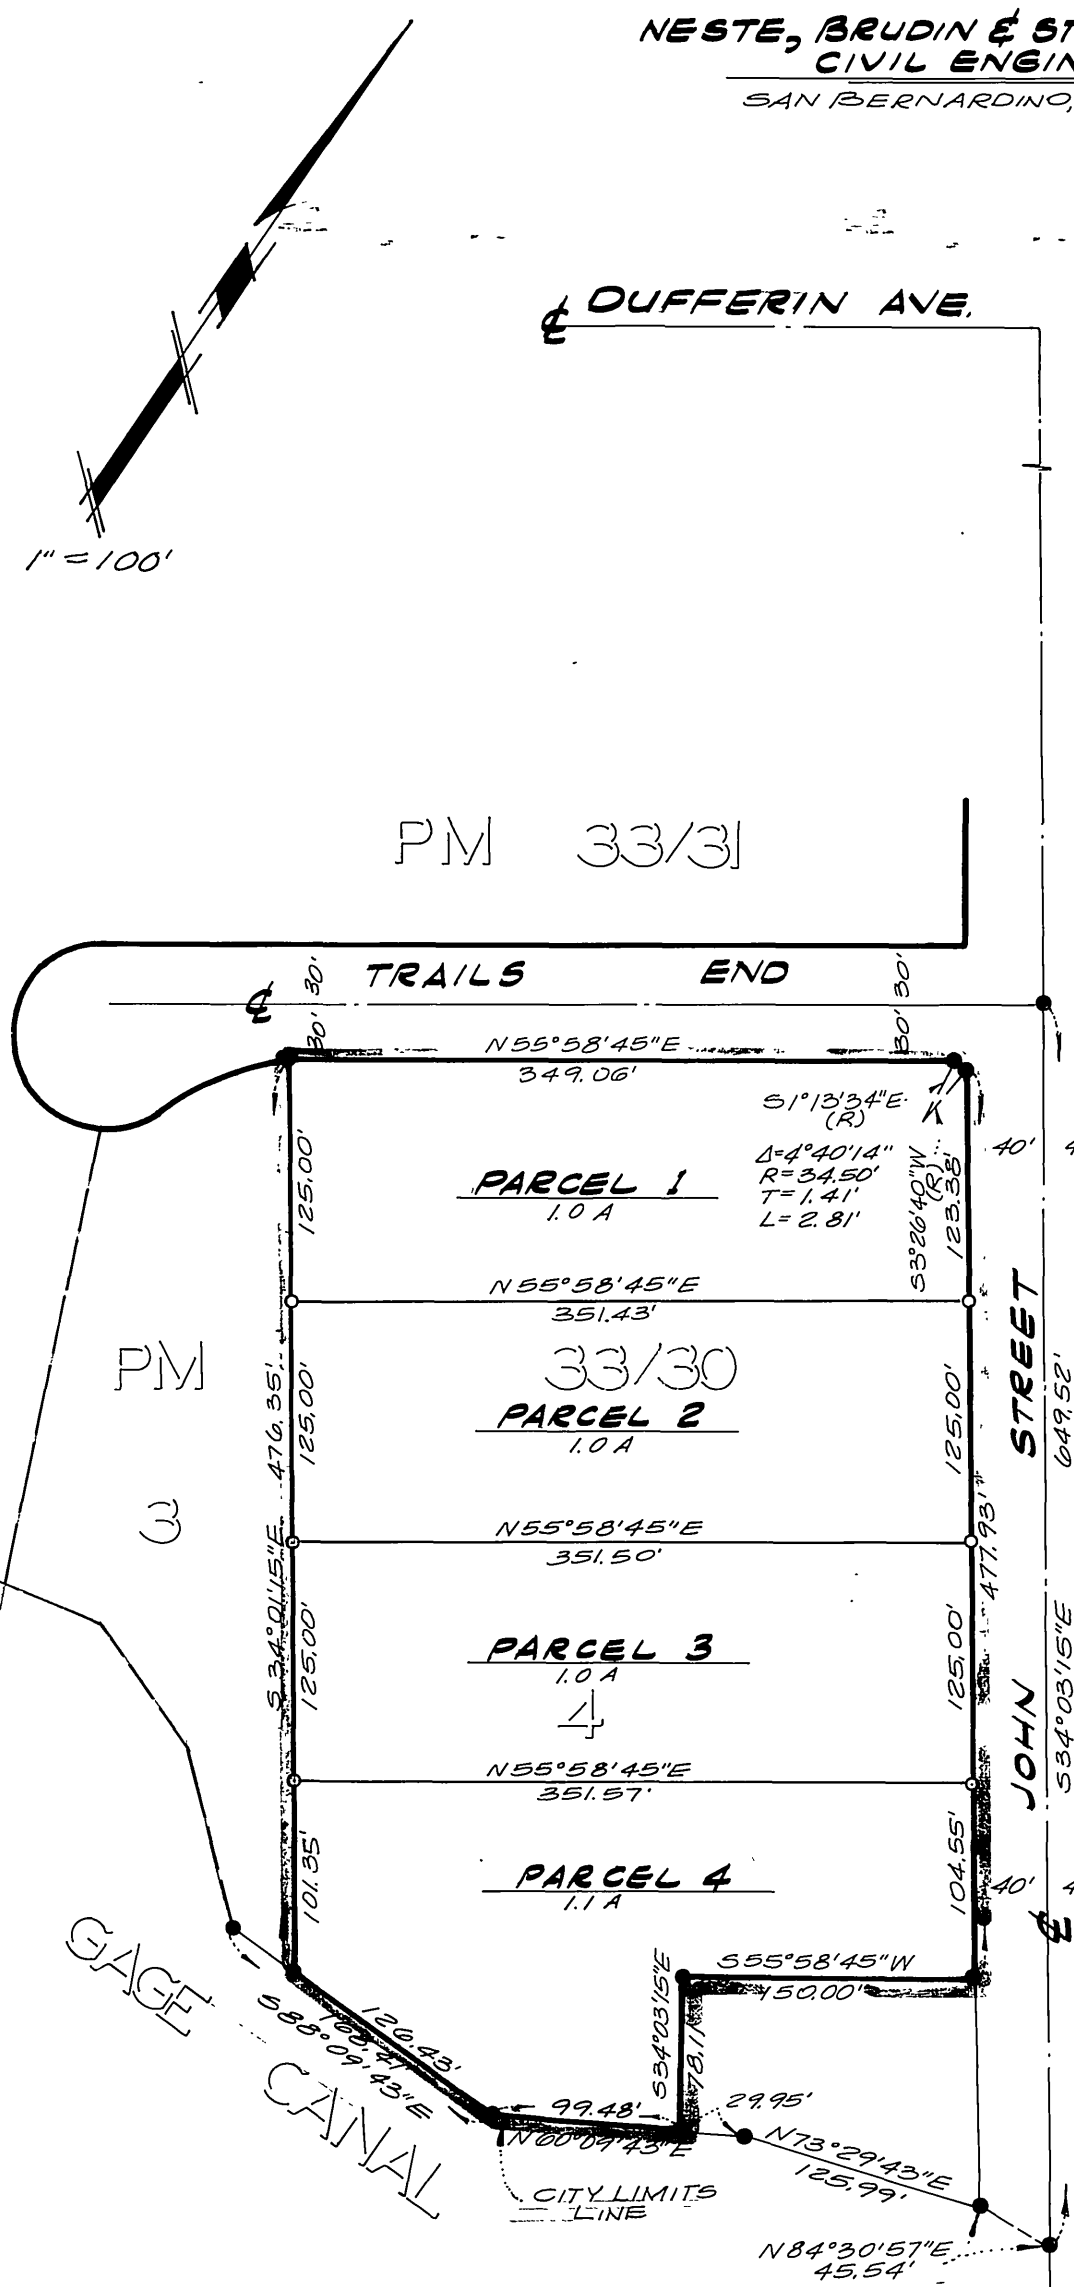 NESTE, BRUDIN & ST
CIVIL ENGIN
SAN BERNARDINO,
℄ DUFFERIN AVE.
1" = 100'
PM 33/31
30' 30'
℄ TRAILS END
30' 30'
N55°58'45"E
349.06'
S1°13'34"E
(R)
Δ=4°40'14"
R=34.50'
T=1.41'
L=2.81'
S3°26'40"W
(R)
123.38'
40' 4
125.00'
PARCEL 1
1.0 A
N55°58'45"E
351.43'
PM 33/30
PARCEL 2
1.0 A
125.00'
125.00'
S34°01'15"E 476.35'
477.93'
JOHN STREET
S34°03'15"E 649.52'
3
N55°58'45"E
351.50'
PARCEL 3
1.0 A
4
125.00'
125.00'
N55°58'45"E
351.57'
101.35'
104.55'
PARCEL 4
1.1 A
40' 4
℄
S55°58'45"W
150.00'
S34°03'15"E
78.11'
GAGE CANAL
126.43'
168.47'
S88°09'43"E
99.48'
N60°09'43"E
29.95'
N73°29'43"E
125.99'
CITY LIMITS
LINE
N84°30'57"E
45.54'